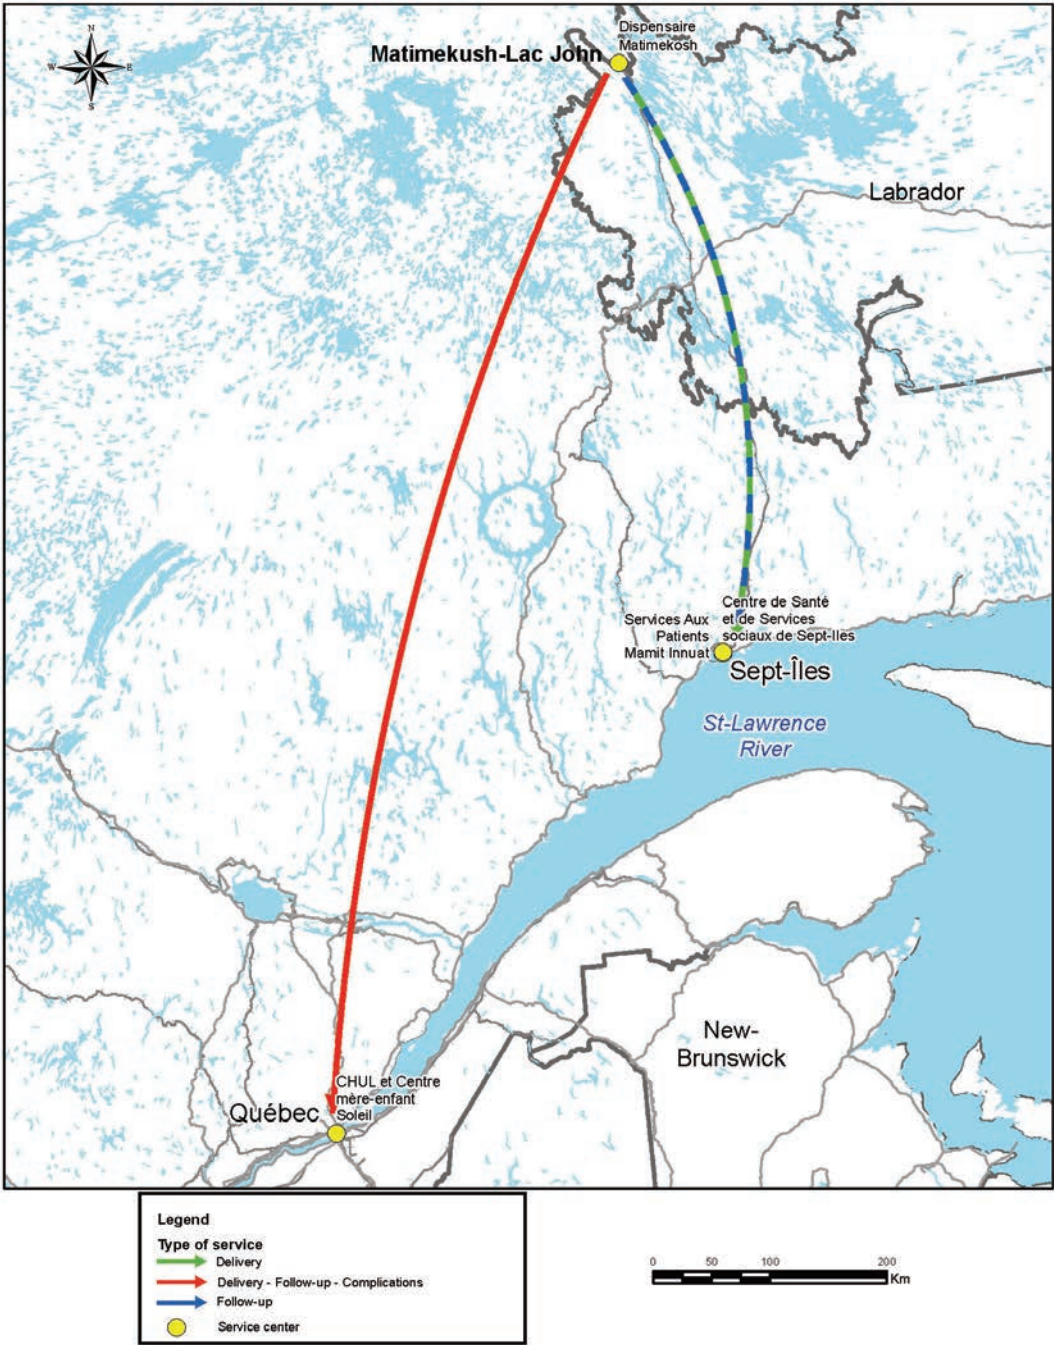 N
W E
S
Dispensaire
Matimekosh
Matimekush-Lac John
Labrador
Services Aux
Patients
Mamit Innuat
Centre de Santé
et de Services
sociaux de Sept-Iles
Sept-Îles
St-Lawrence
River
New-
Brunswick
CHUL et Centre
mère-enfant
Soleil
Québec
Legend
Type of service
Delivery
Delivery - Follow-up - Complications
Follow-up
Service center
0 50 100 200
Km